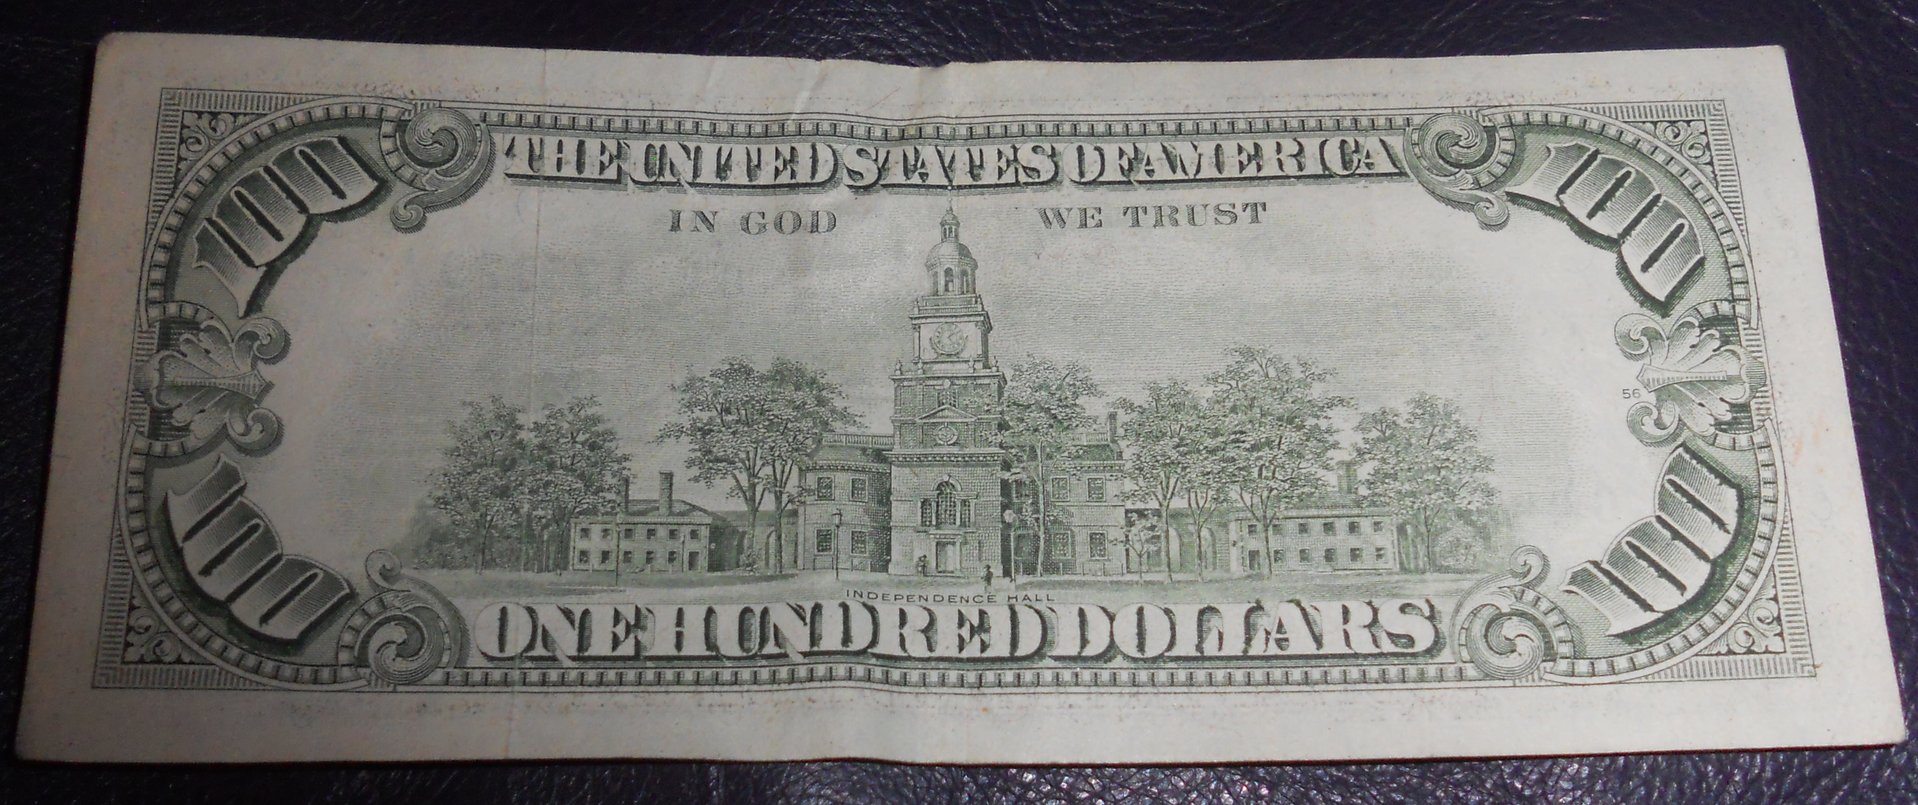 100 THE UNITED STATES OF AMERICA 100
IN GOD WE TRUST
56
INDEPENDENCE HALL
100 ONE HUNDRED DOLLARS 100